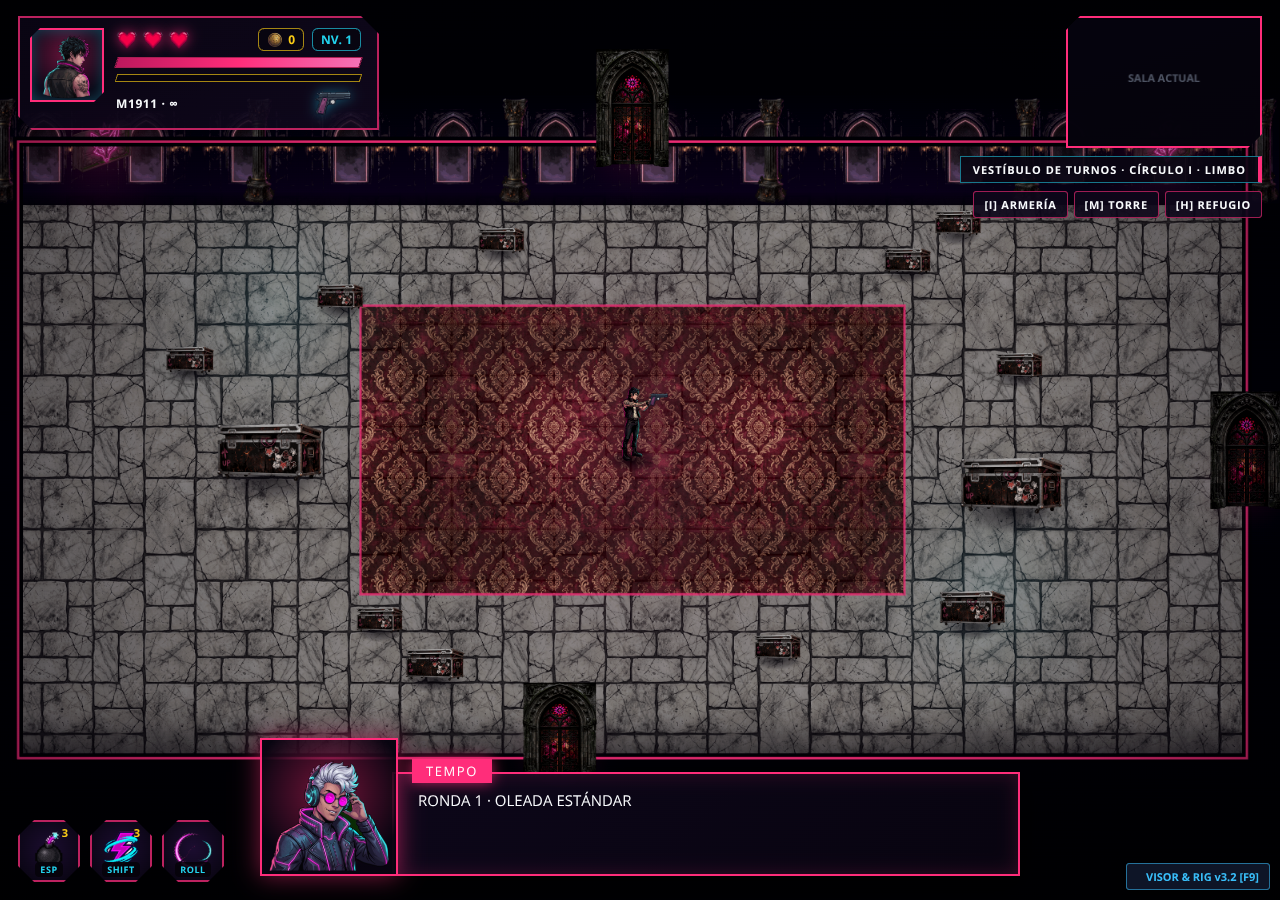 0
NV. 1
M1911 · ∞
SALA ACTUAL
VESTÍBULO DE TURNOS · CÍRCULO I · LIMBO
[I] ARMERÍA
[M] TORRE
[H] REFUGIO
TEMPO
RONDA 1 · OLEADA ESTÁNDAR
3
ESP
3
SHIFT
ROLL
VISOR & RIG v3.2 [F9]